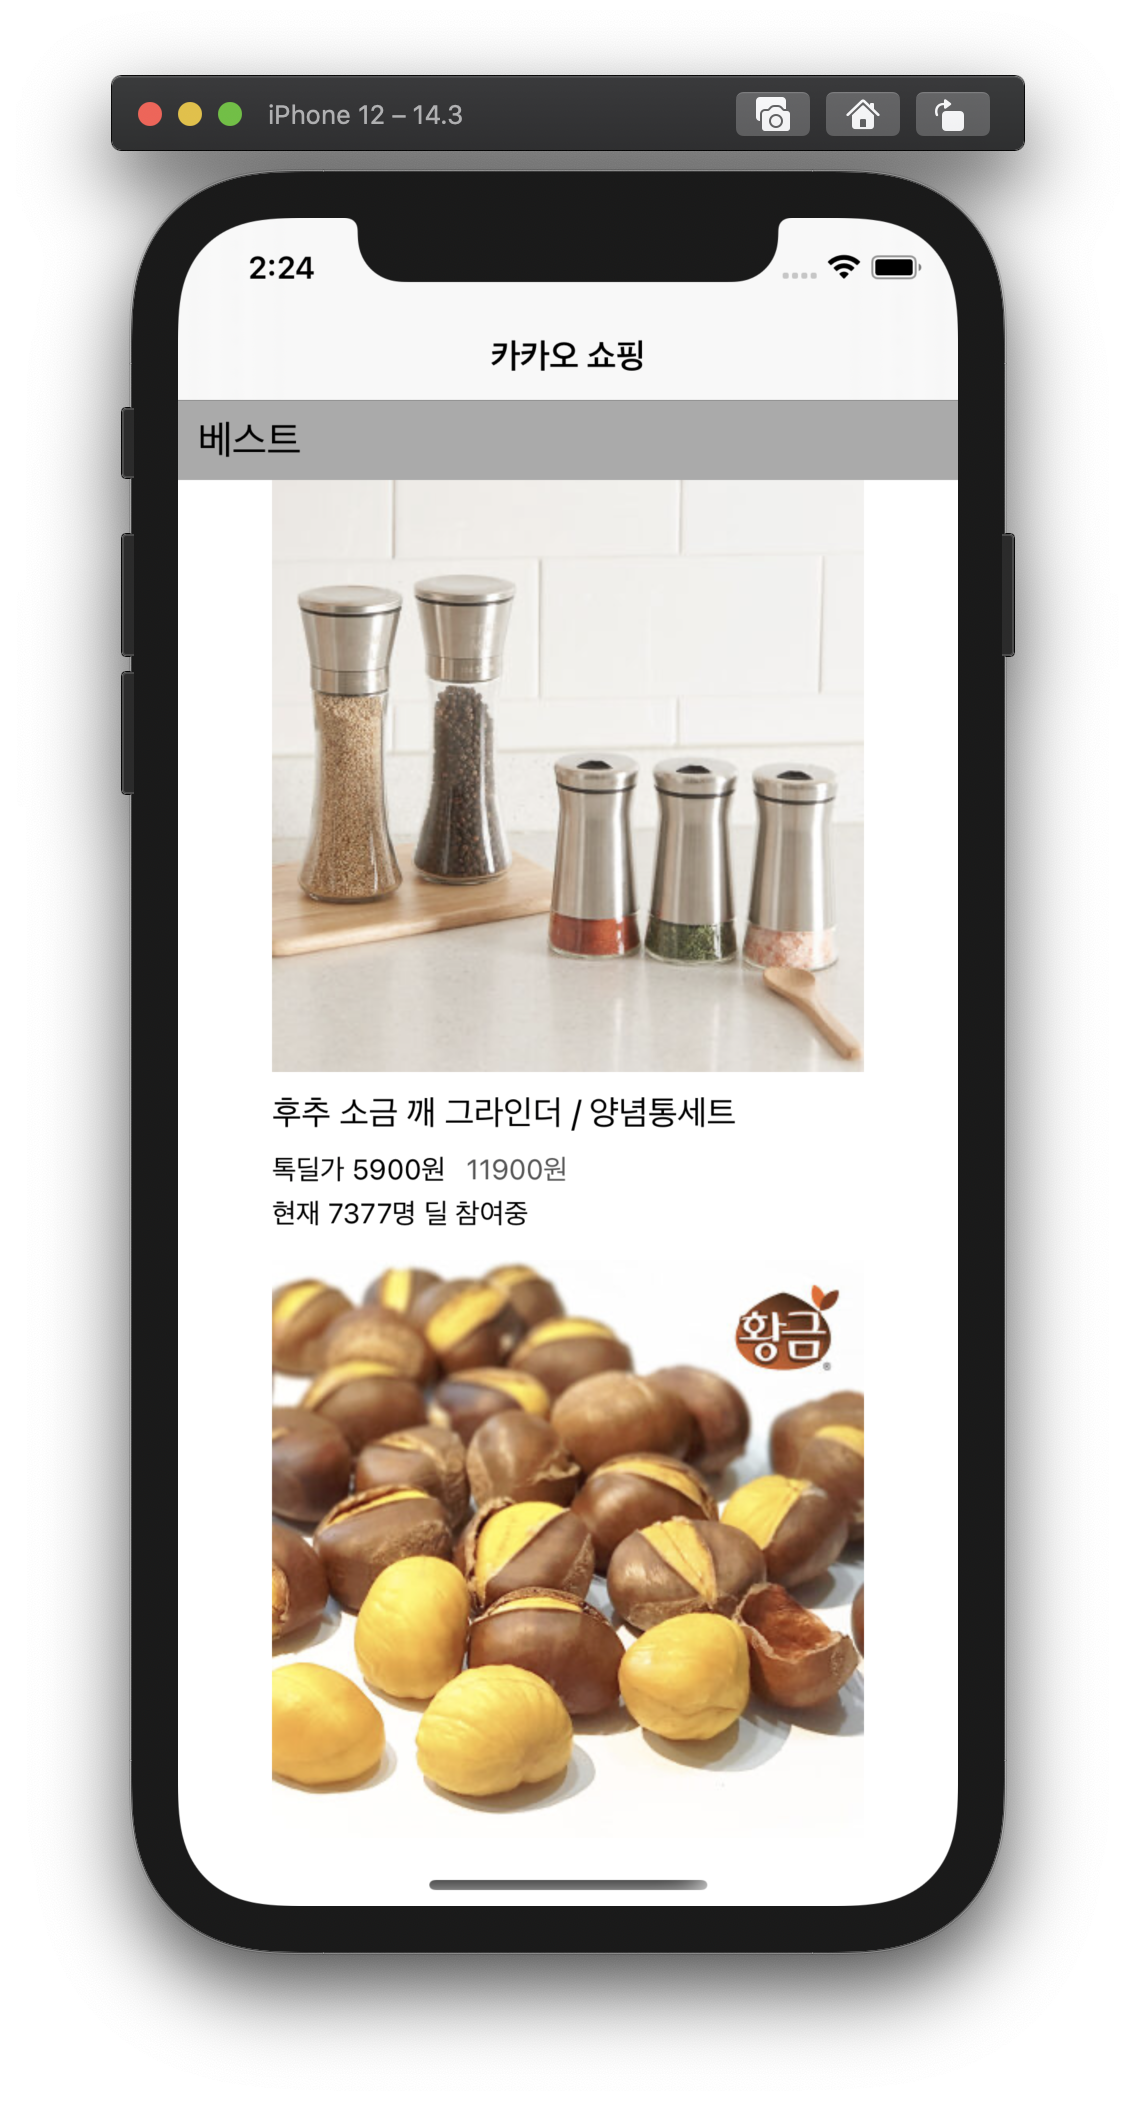 iPhone 12 – 14.3
2:24
카카오 쇼핑
베스트
후추 소금 깨 그라인더 / 양념통세트
톡딜가 5900원 11900원
현재 7377명 딜 참여중
황금
®